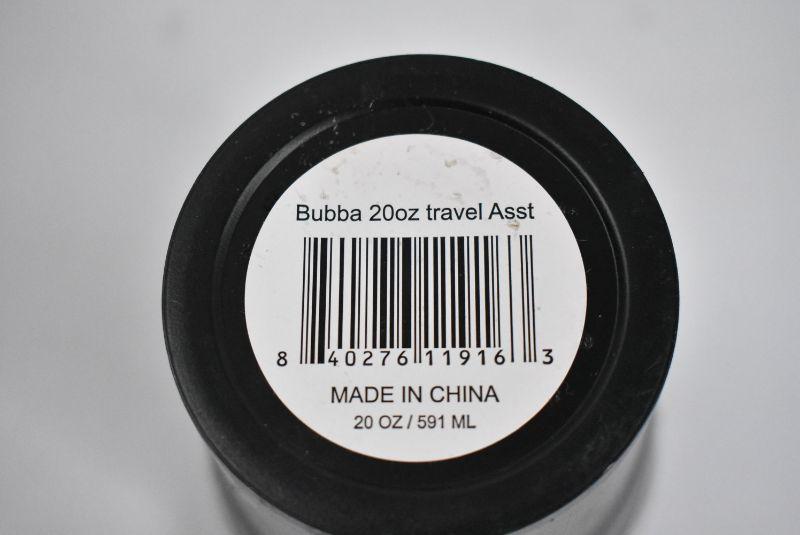 Bubba 20oz travel Asst
8 40276 11916 3
MADE IN CHINA
20 OZ / 591 ML